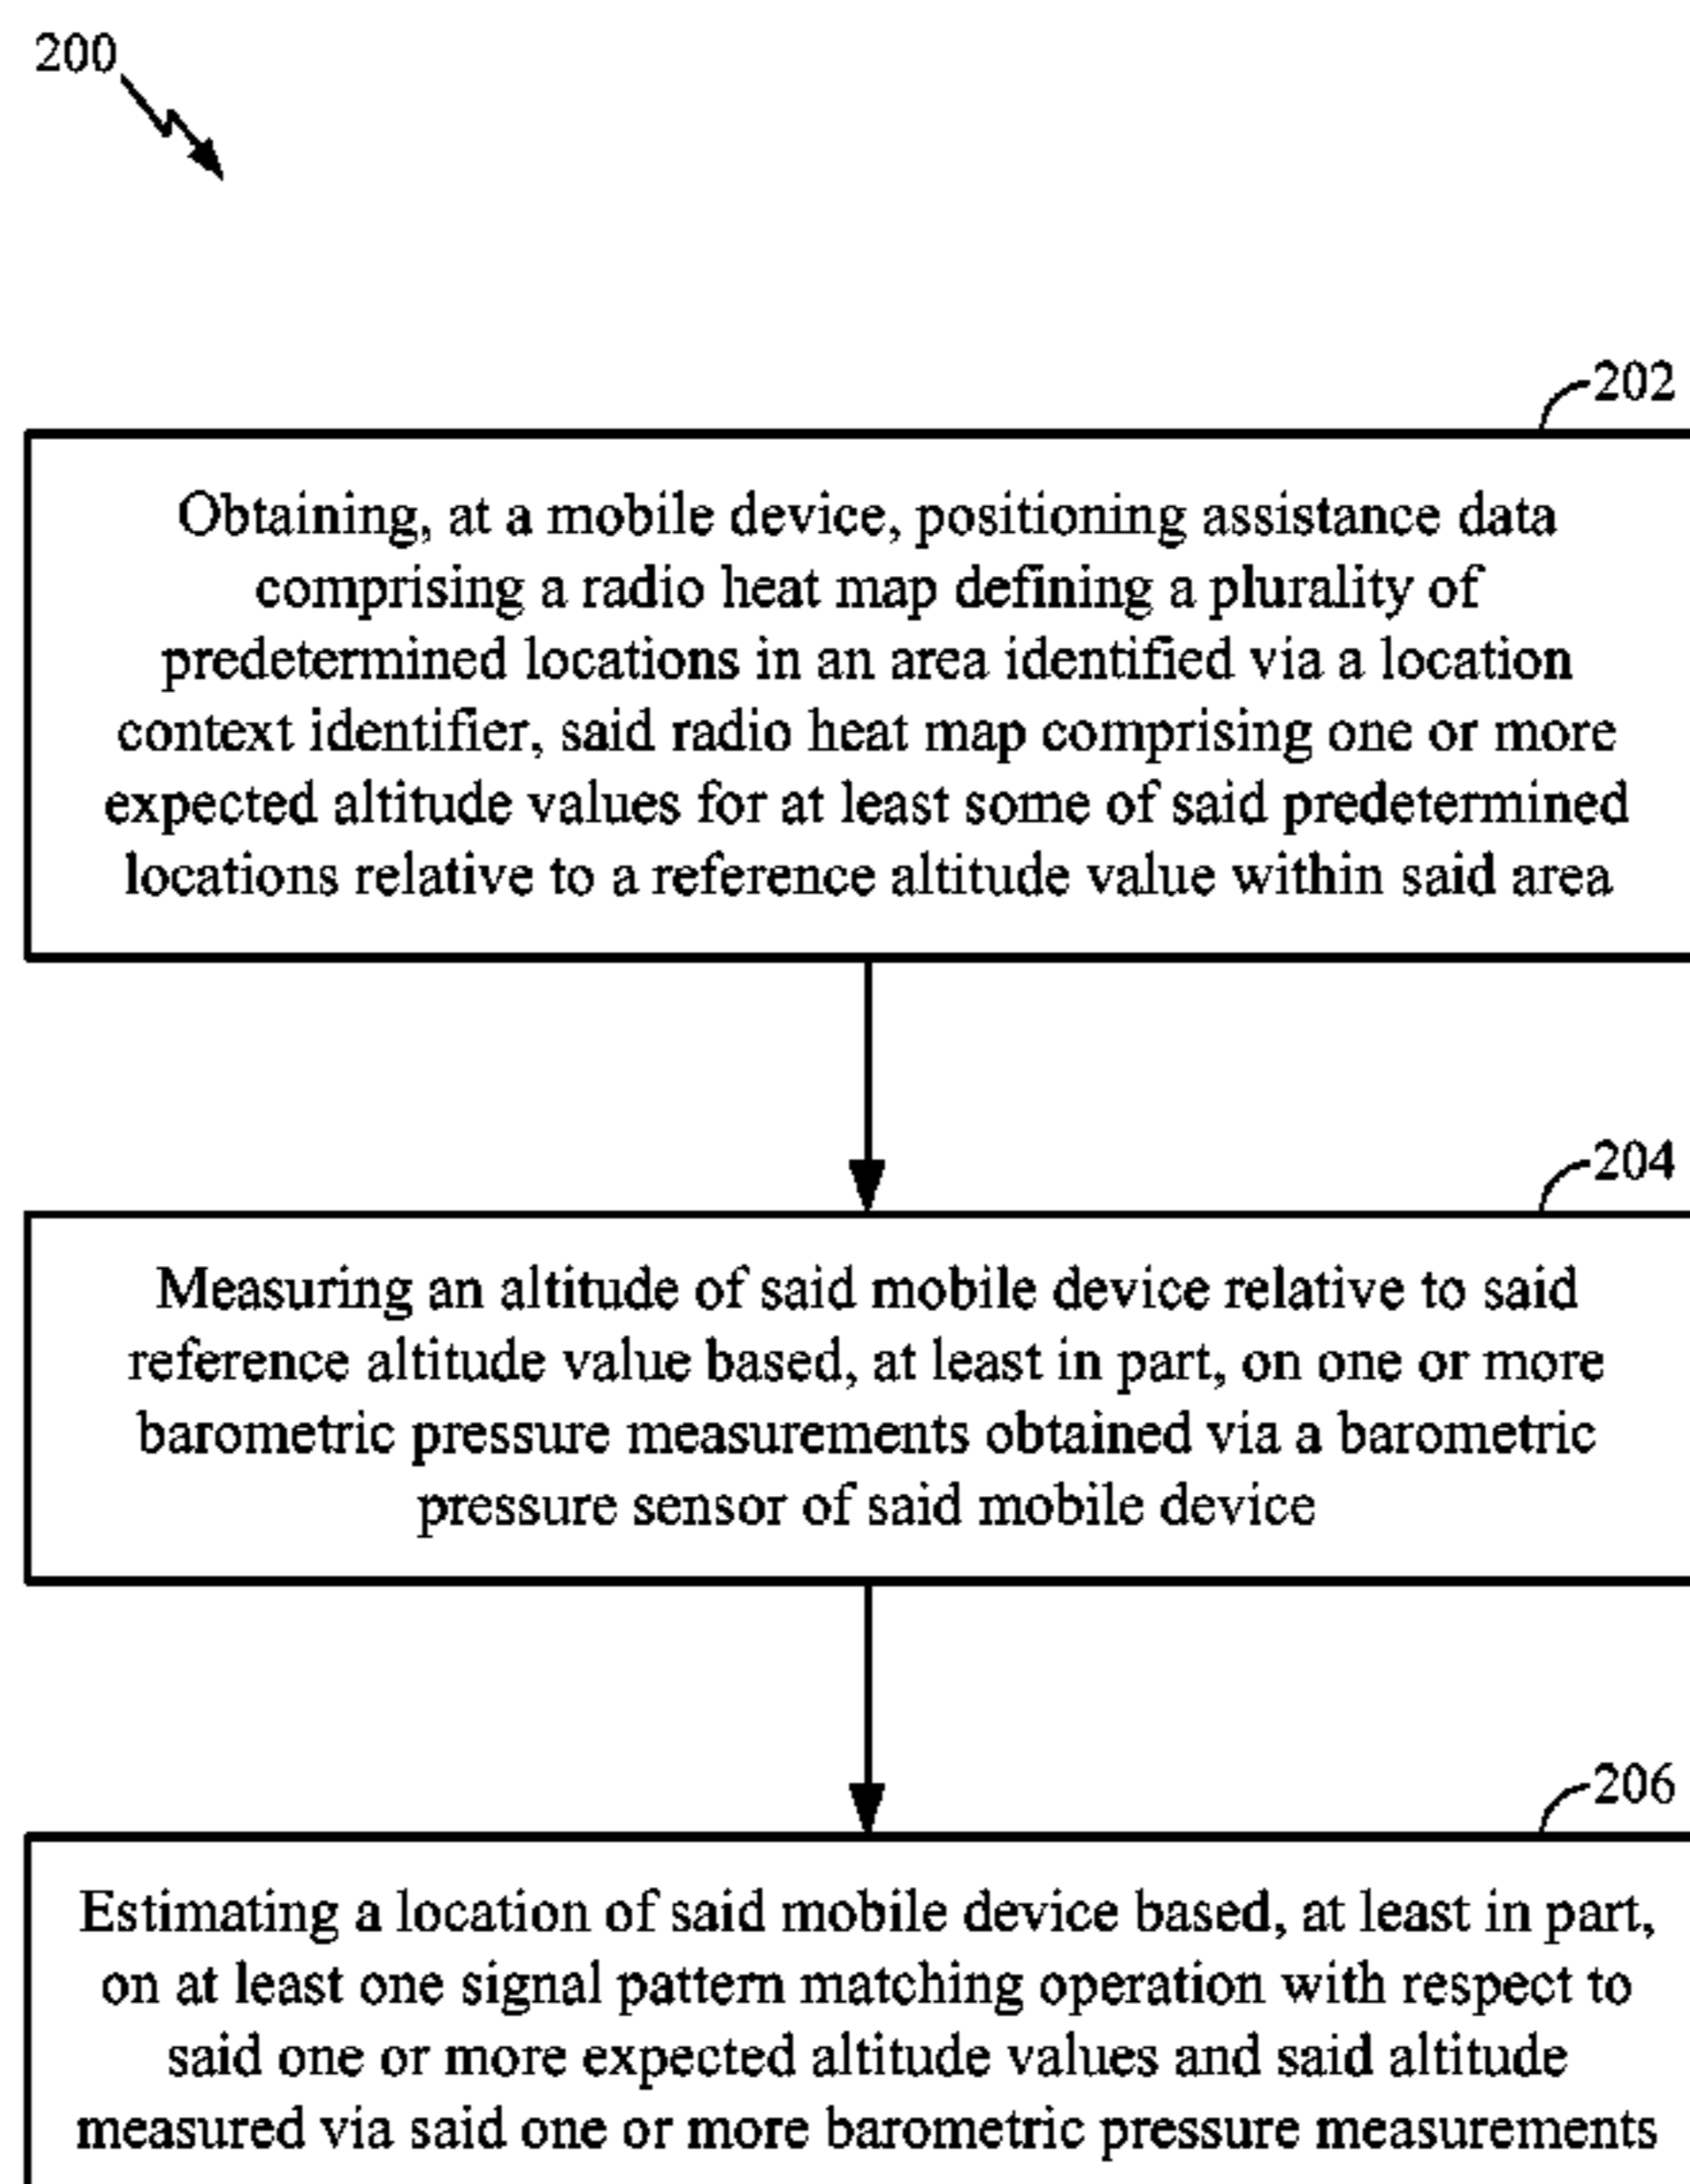 200
202
Obtaining, at a mobile device, positioning assistance data
comprising a radio heat map defining a plurality of
predetermined locations in an area identified via a location
context identifier, said radio heat map comprising one or more
expected altitude values for at least some of said predetermined
locations relative to a reference altitude value within said area
204
Measuring an altitude of said mobile device relative to said
reference altitude value based, at least in part, on one or more
barometric pressure measurements obtained via a barometric
pressure sensor of said mobile device
206
Estimating a location of said mobile device based, at least in part,
on at least one signal pattern matching operation with respect to
said one or more expected altitude values and said altitude
measured via said one or more barometric pressure measurements